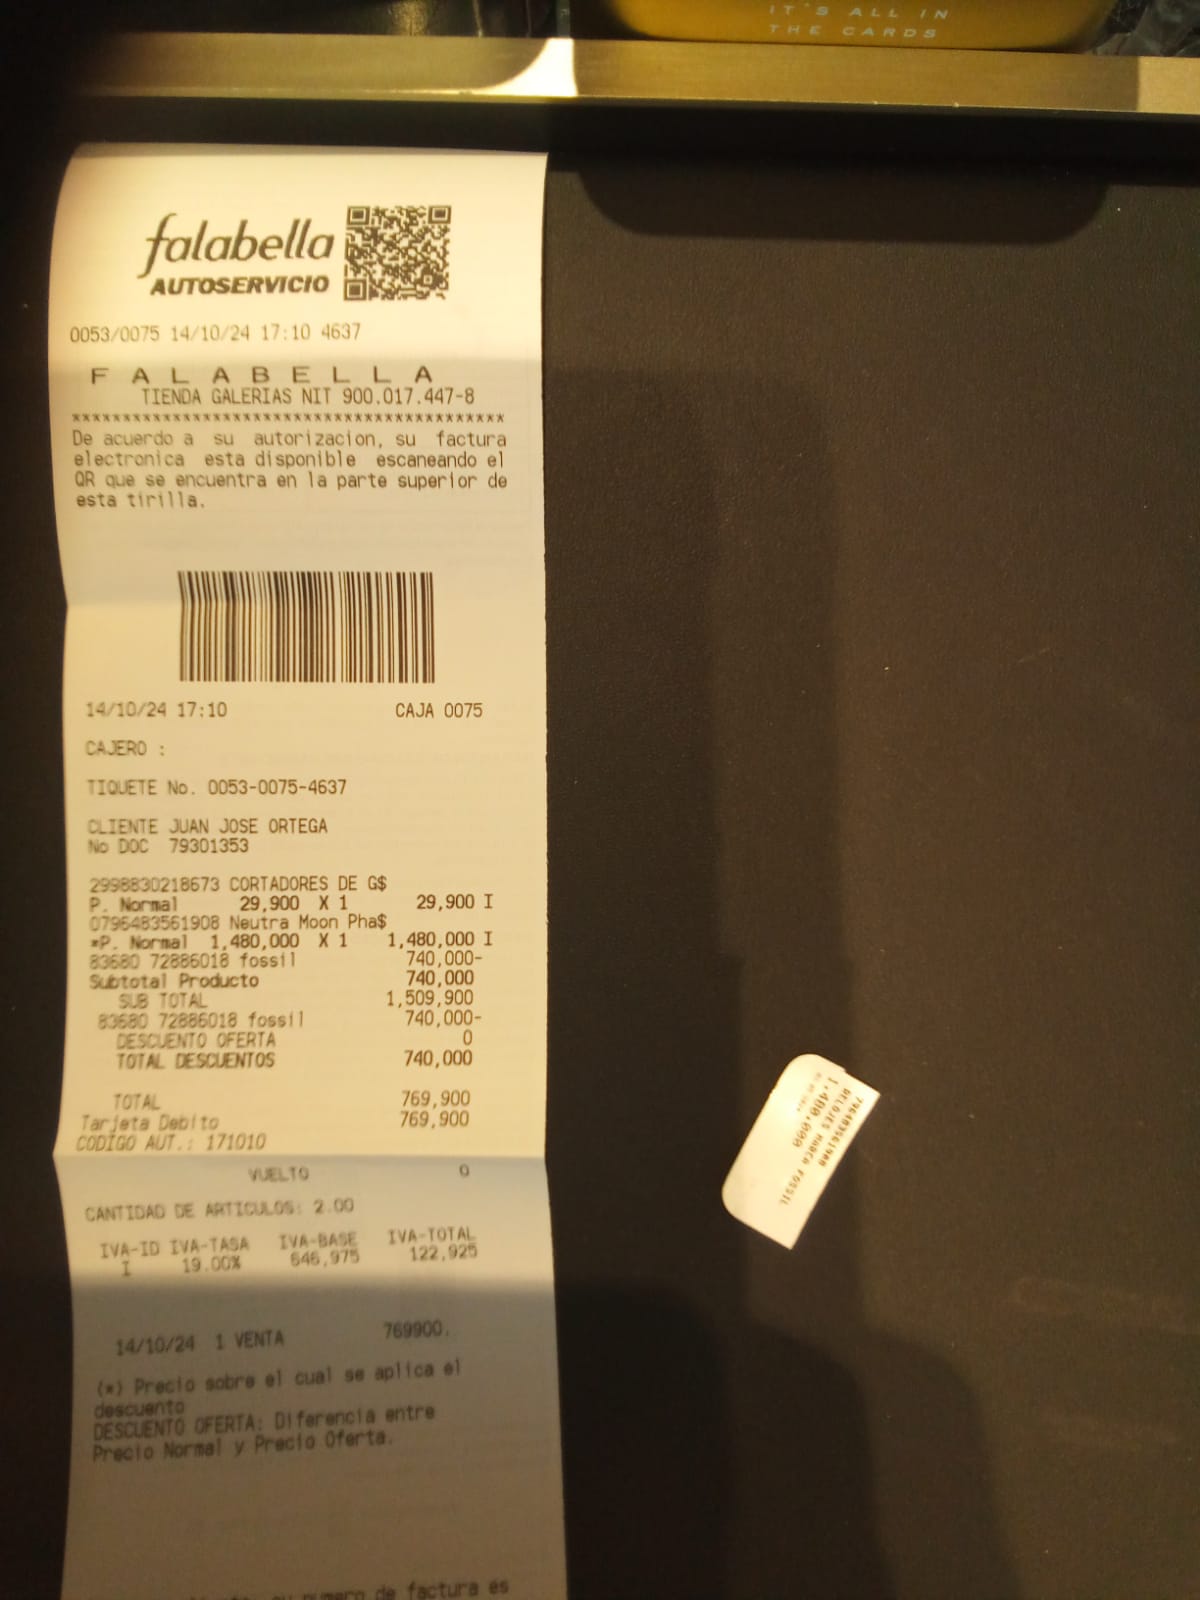 IT'S ALL IN
THE CARDS
falabella
AUTOSERVICIO
0053/0075 14/10/24 17:10 4637
F A L A B E L L A
TIENDA GALERIAS NIT 900.017.447-8
******************************************
De acuerdo a su autorizacion, su factura
electronica esta disponible escaneando el
QR que se encuentra en la parte superior de
esta tirilla.
14/10/24 17:10 CAJA 0075
CAJERO :
TIQUETE No. 0053-0075-4637
CLIENTE JUAN JOSE ORTEGA
No DOC 79301353
2998830218673 CORTADORES DE G$
P. Normal 29,900 X 1 29,900 I
0796483561908 Neutra Moon Pha$
*P. Normal 1,480,000 X 1 1,480,000 I
83680 72886018 fossil 740,000-
Subtotal Producto 740,000
SUB TOTAL 1,509,900
83680 72886018 fossil 740,000-
DESCUENTO OFERTA 0
TOTAL DESCUENTOS 740,000
TOTAL 769,900
Tarjeta Debito 769,900
CODIGO AUT.: 171010
VUELTO 0
CANTIDAD DE ARTICULOS: 2.00
IVA-ID IVA-TASA IVA-BASE IVA-TOTAL
I 19.00% 646,975 122,925
14/10/24 1 VENTA 769900.
(*) Precio sobre el cual se aplica el
descuento
DESCUENTO OFERTA: Diferencia entre
Precio Normal y Precio Oferta.
numero de factura es
796483561908
RELOJES MARCA FOSSIL
1,480,000